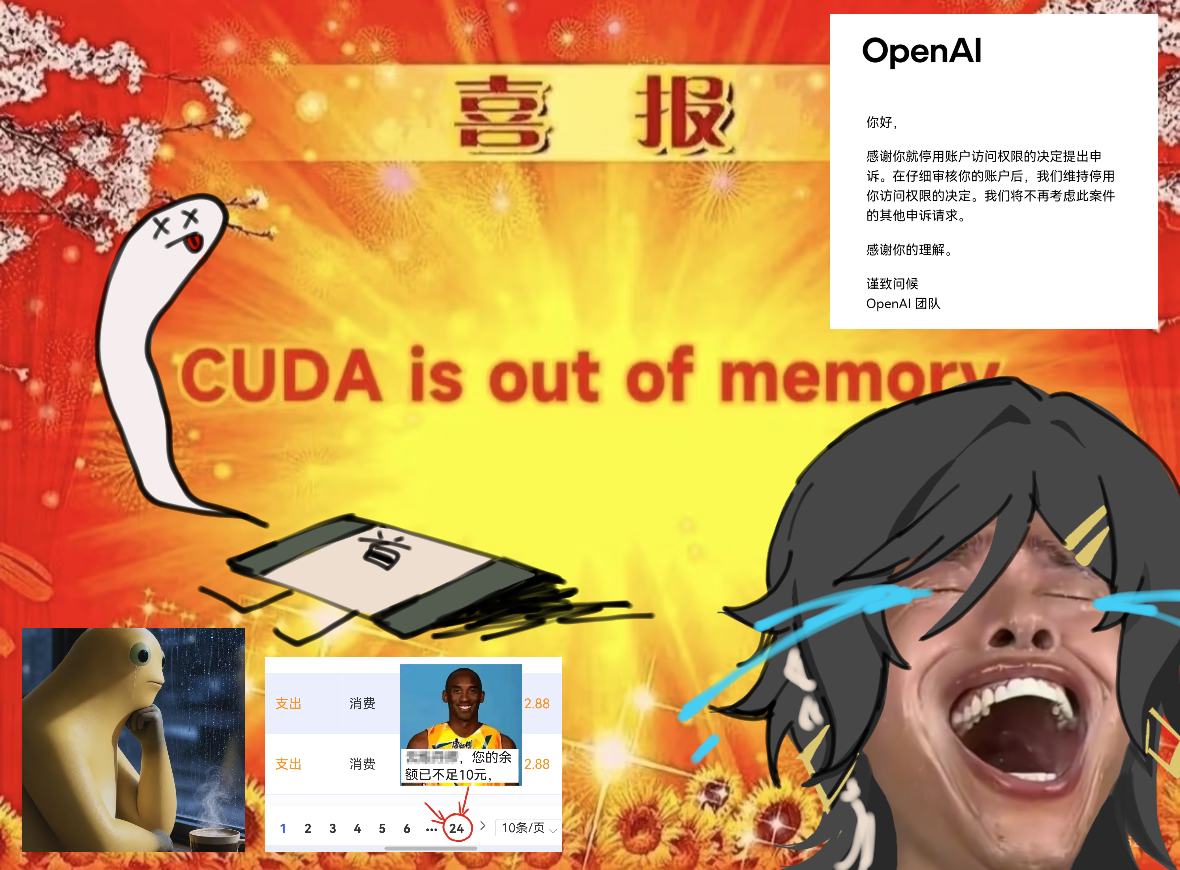 喜 报
OpenAI
你好，
感谢你就停用账户访问权限的决定提出申
诉。在仔细审核你的账户后，我们维持停用
你访问权限的决定。我们将不再考虑此案件
的其他申诉请求。
感谢你的理解。
谨致问候
OpenAI 团队
CUDA is out of memory
支出 消费 2.88
，您的余
额已不足10元、
支出 消费 2.88
1 2 3 4 5 6 ••• 24 > 10条/页